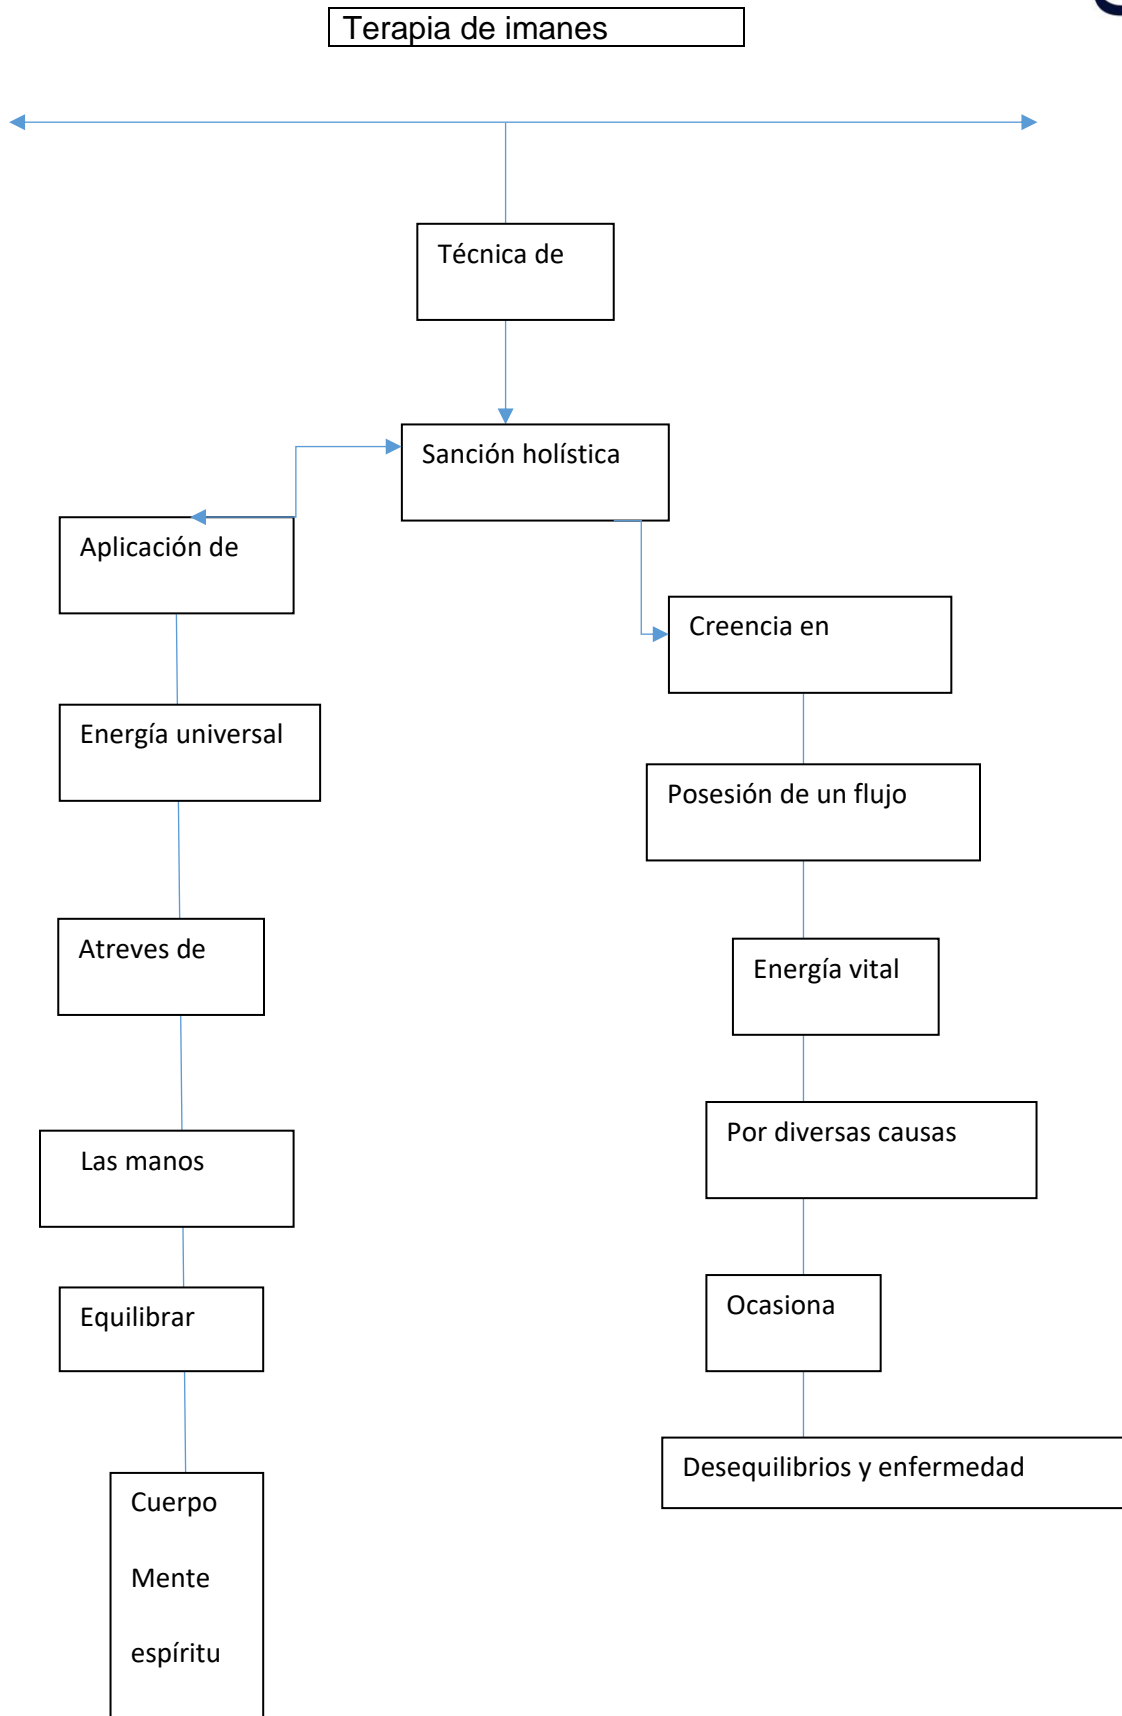 Terapia de imanes
Técnica de
Sanción holística
Aplicación de
Creencia en
Energía universal
Posesión de un flujo
Atreves de
Energía vital
Por diversas causas
Las manos
Ocasiona
Equilibrar
Desequilibrios y enfermedad
Cuerpo
Mente
espíritu